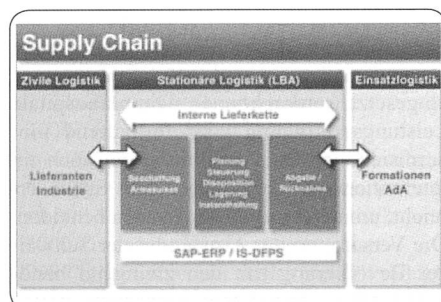 Supply Chain
Zivile Logistik
Stationäre Logistik (LBA)
Einsatzlogistik
Interne Lieferkette
Lieferanten
Industrie
Beschaffung
Armasuisse
Planung
Steuerung
Disposition
Lagerung
Instandhaltung
Abgabe /
Rücknahme
Formationen
AdA
SAP-ERP / IS-DFPS